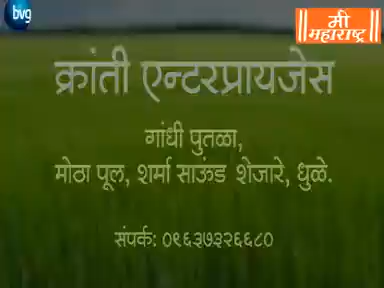 bvg
मी
महाराष्ट्र
क्रांती एन्टरप्रायजेस
गांधी पुतळा,
मोठा पूल, शर्मा साऊंड शेजारे, धुळे.
संपर्क: ०९६३७३२६६८०